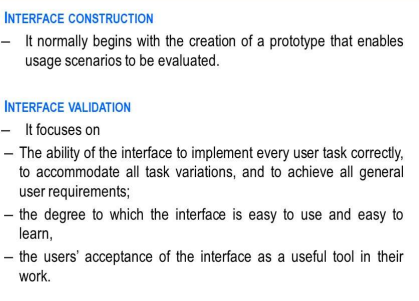 INTERFACE CONSTRUCTION
– It normally begins with the creation of a prototype that enables
usage scenarios to be evaluated.
INTERFACE VALIDATION
– It focuses on
– The ability of the interface to implement every user task correctly,
to accommodate all task variations, and to achieve all general
user requirements;
– the degree to which the interface is easy to use and easy to
learn,
– the users' acceptance of the interface as a useful tool in their
work.